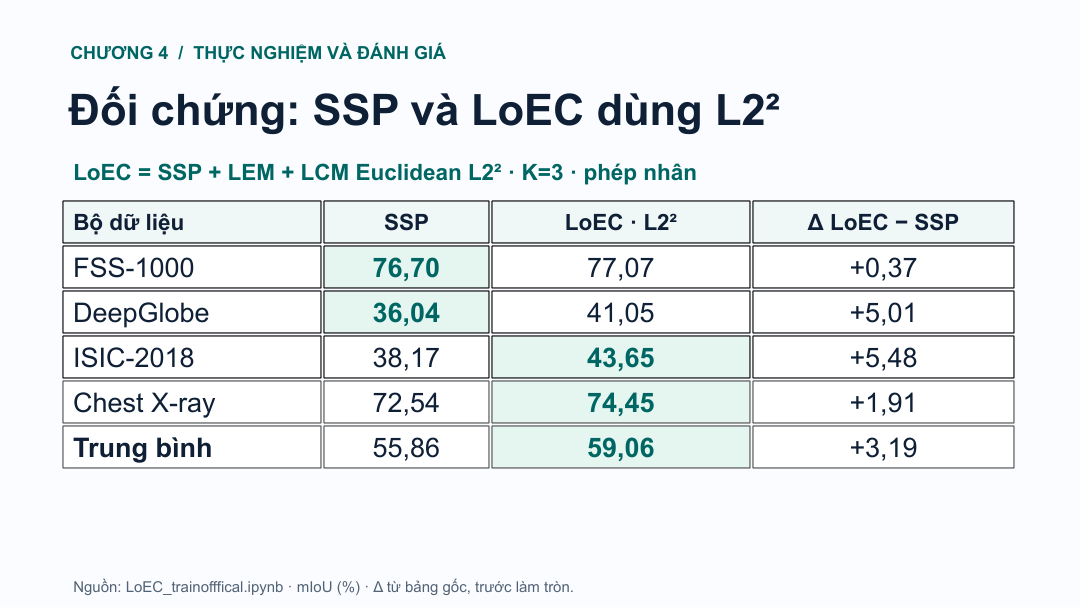 CHƯƠNG 4 / THỰC NGHIỆM VÀ ĐÁNH GIÁ
Đối chứng: SSP và LoEC dùng L2²
LoEC = SSP + LEM + LCM Euclidean L2² · K=3 · phép nhân
Bộ dữ liệu SSP LoEC · L2² Δ LoEC − SSP
FSS-1000 76,70 77,07 +0,37
DeepGlobe 36,04 41,05 +5,01
ISIC-2018 38,17 43,65 +5,48
Chest X-ray 72,54 74,45 +1,91
Trung bình 55,86 59,06 +3,19
Nguồn: LoEC_trainofffical.ipynb · mIoU (%) · Δ từ bảng gốc, trước làm tròn.